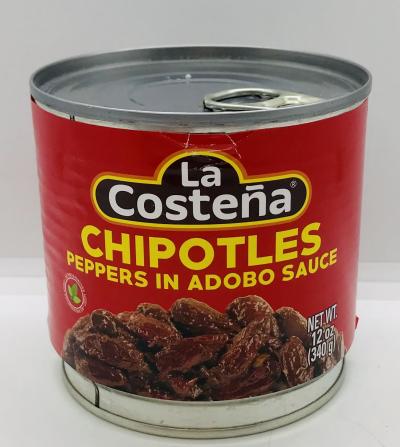 La
Costeña®
CHIPOTLES
PEPPERS IN ADOBO SAUCE
NET WT.
12 oz
(340 g)